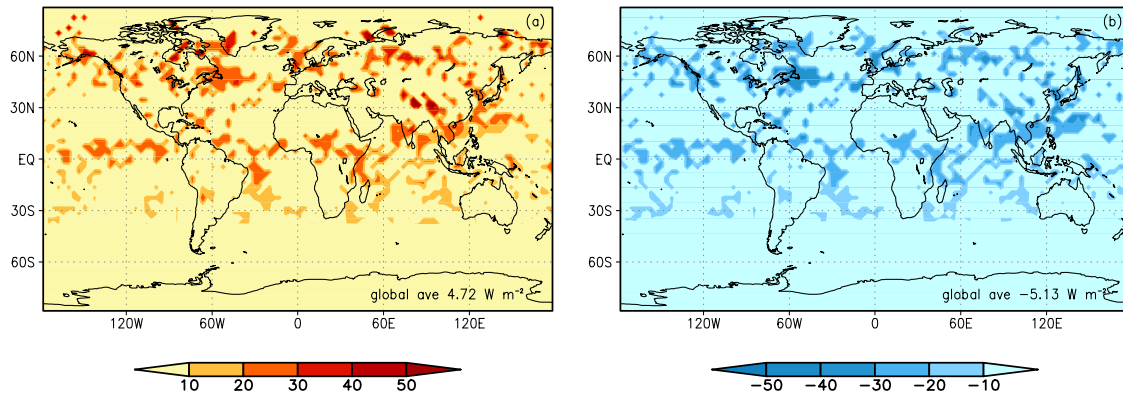 (a)
60N
30N
EQ
30S
60S
global ave 4.72 W m⁻²
120W 60W 0 60E 120E
10 20 30 40 50
(b)
60N
30N
EQ
30S
60S
global ave −5.13 W m⁻²
120W 60W 0 60E 120E
−50 −40 −30 −20 −10